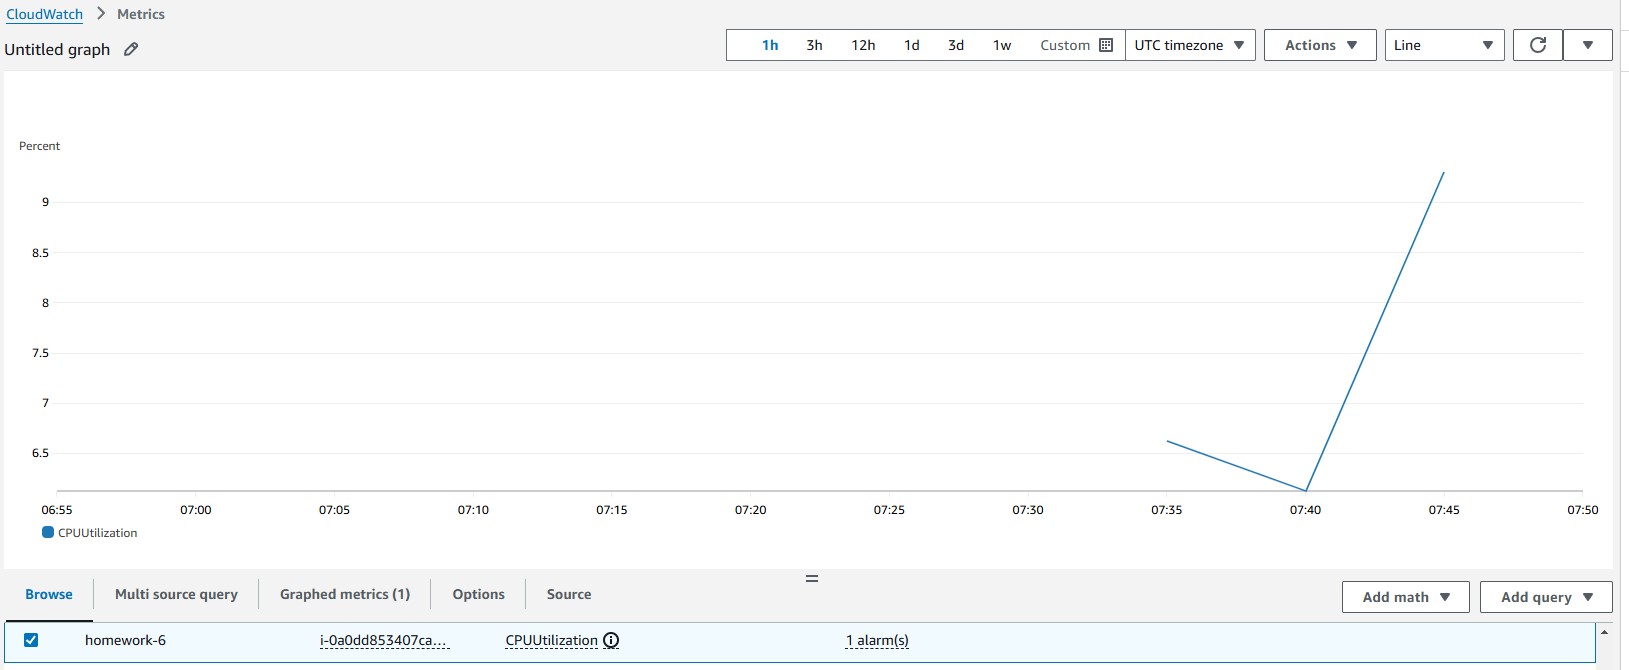 CloudWatch > Metrics
Untitled graph
1h 3h 12h 1d 3d 1w Custom UTC timezone Actions Line
Percent
9
8.5
8
7.5
7
6.5
06:55 07:00 07:05 07:10 07:15 07:20 07:25 07:30 07:35 07:40 07:45 07:50
CPUUtilization
Browse Multi source query Graphed metrics (1) Options Source Add math Add query
homework-6 i-0a0dd853407ca... CPUUtilization 1 alarm(s)